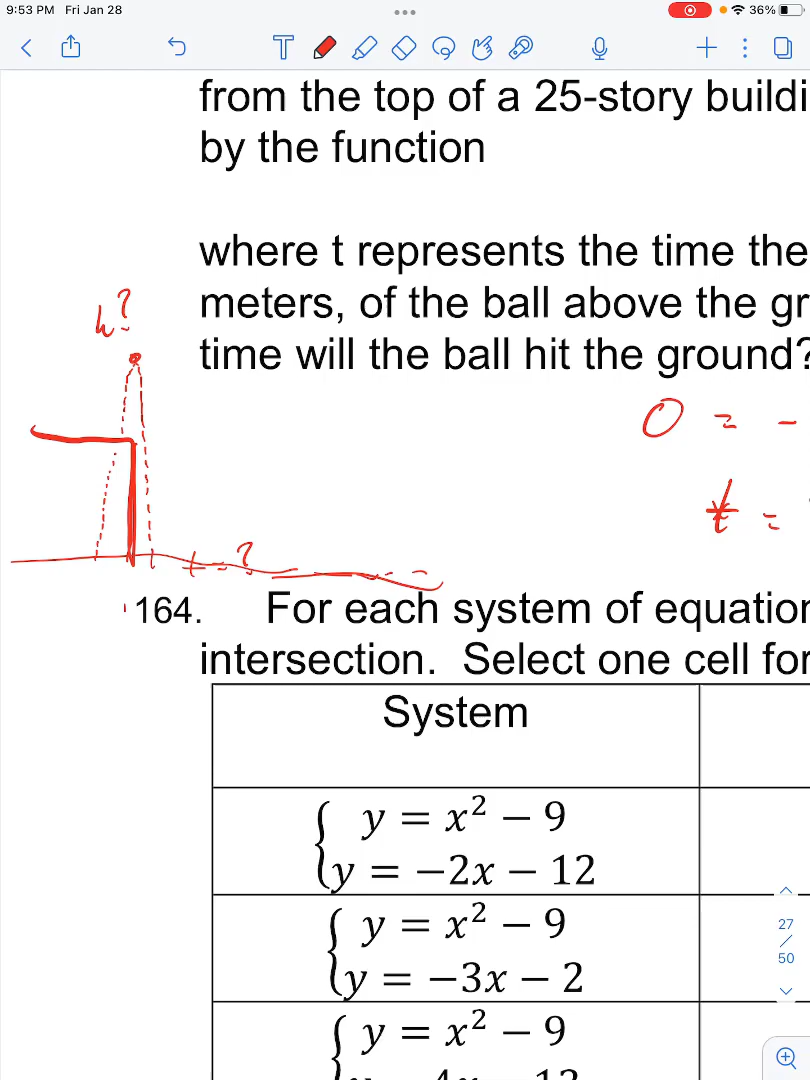 9:53 PM Fri Jan 28
36%
from the top of a 25-story buildi
by the function
where t represents the time the
h?
meters, of the ball above the gr
time will the ball hit the ground?
0 = -
t =
t = ?
164. For each system of equation
intersection. Select one cell for
System
y = x² − 9
y = −2x − 12
y = x² − 9
y = −3x − 2
y = x² − 9
27
/
50